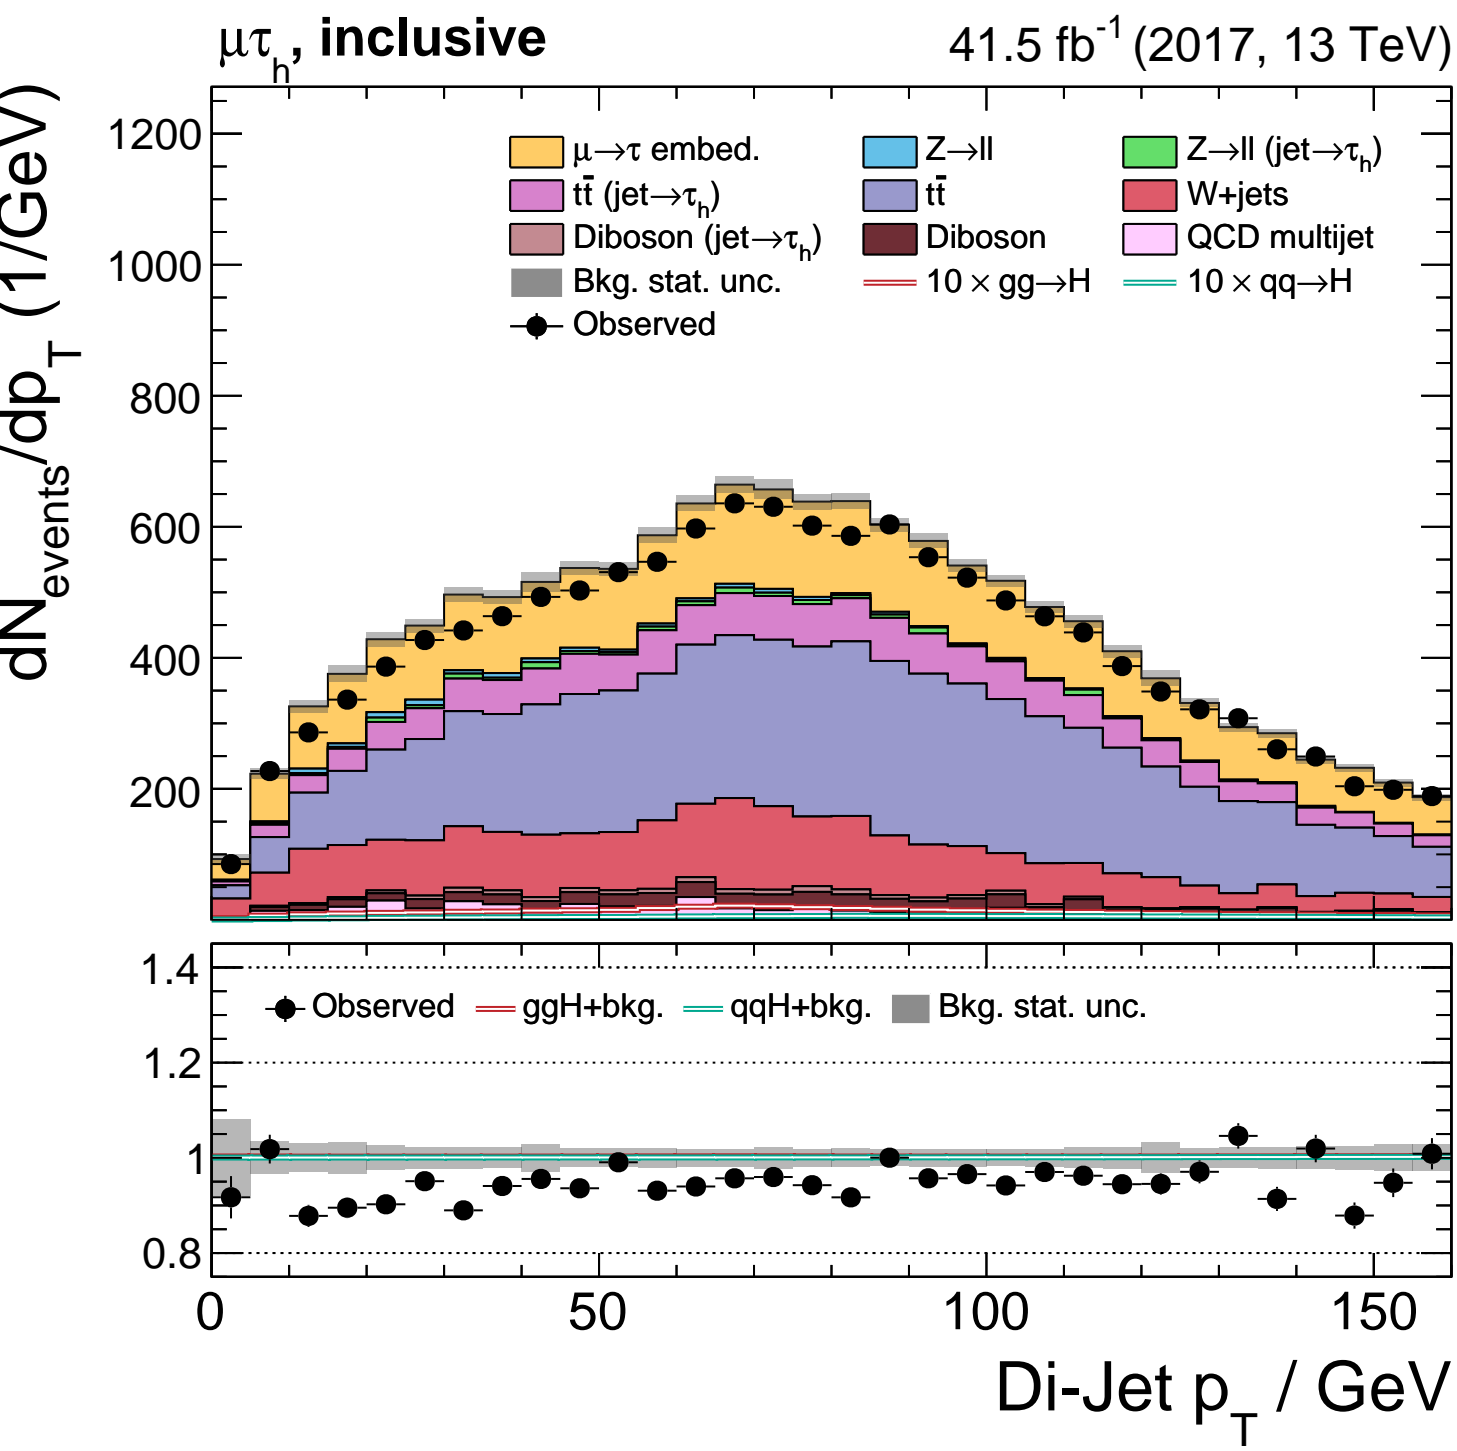 μτh, inclusive
41.5 fb-1 (2017, 13 TeV)
dNevents/dpT (1/GeV)
1200
1000
800
600
400
200
μ→τ embed.
Z→ll
Z→ll (jet→τh)
tt̄ (jet→τh)
tt̄
W+jets
Diboson (jet→τh)
Diboson
QCD multijet
Bkg. stat. unc.
10 × gg→H
10 × qq→H
Observed
1.4
1.2
1
0.8
Observed
ggH+bkg.
qqH+bkg.
Bkg. stat. unc.
0
50
100
150
Di-Jet pT / GeV